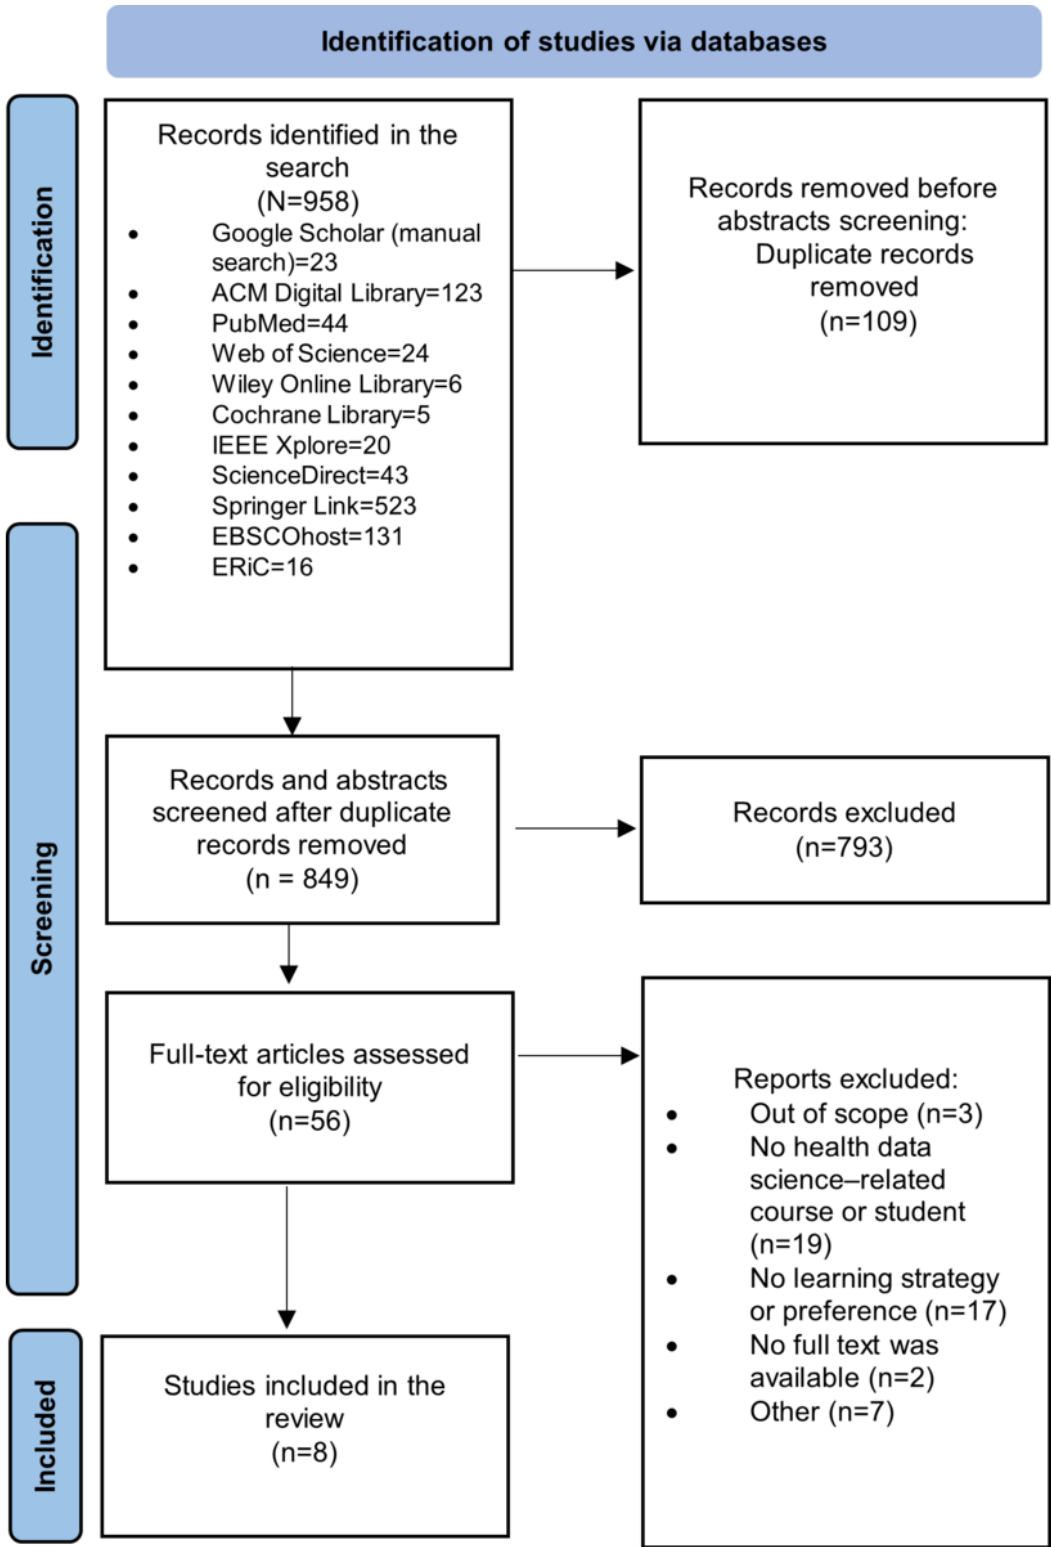 Identification of studies via databases
Identification
Records identified in the
search
(N=958)
• Google Scholar (manual
search)=23
• ACM Digital Library=123
• PubMed=44
• Web of Science=24
• Wiley Online Library=6
• Cochrane Library=5
• IEEE Xplore=20
• ScienceDirect=43
• Springer Link=523
• EBSCOhost=131
• ERiC=16
Records removed before
abstracts screening:
Duplicate records
removed
(n=109)
Screening
Records and abstracts
screened after duplicate
records removed
(n = 849)
Records excluded
(n=793)
Full-text articles assessed
for eligibility
(n=56)
Reports excluded:
• Out of scope (n=3)
• No health data
science–related
course or student
(n=19)
• No learning strategy
or preference (n=17)
• No full text was
available (n=2)
• Other (n=7)
Included
Studies included in the
review
(n=8)